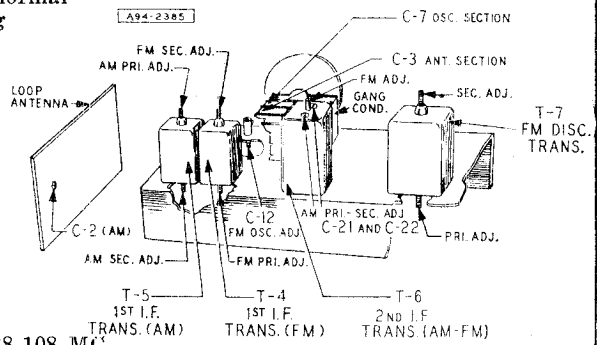 normal
A94-2385
C-7 OSC. SECTION
C-3 ANT. SECTION
FM SEC. ADJ.
AM PRI. ADJ.
FM ADJ.
GANG
COND.
SEC. ADJ.
LOOP
ANTENNA
T-7
FM DISC.
TRANS.
C-2 (AM)
C-12
FM OSC. ADJ.
AM PRI.- SEC. ADJ
C-21 AND C-22
PRI. ADJ.
AM SEC. ADJ.
FM PRI. ADJ.
T-5
1ST I.F.
TRANS. (AM)
T-4
1ST I.F.
TRANS. (FM)
T-6
2ND I.F
TRANS. (AM-FM)